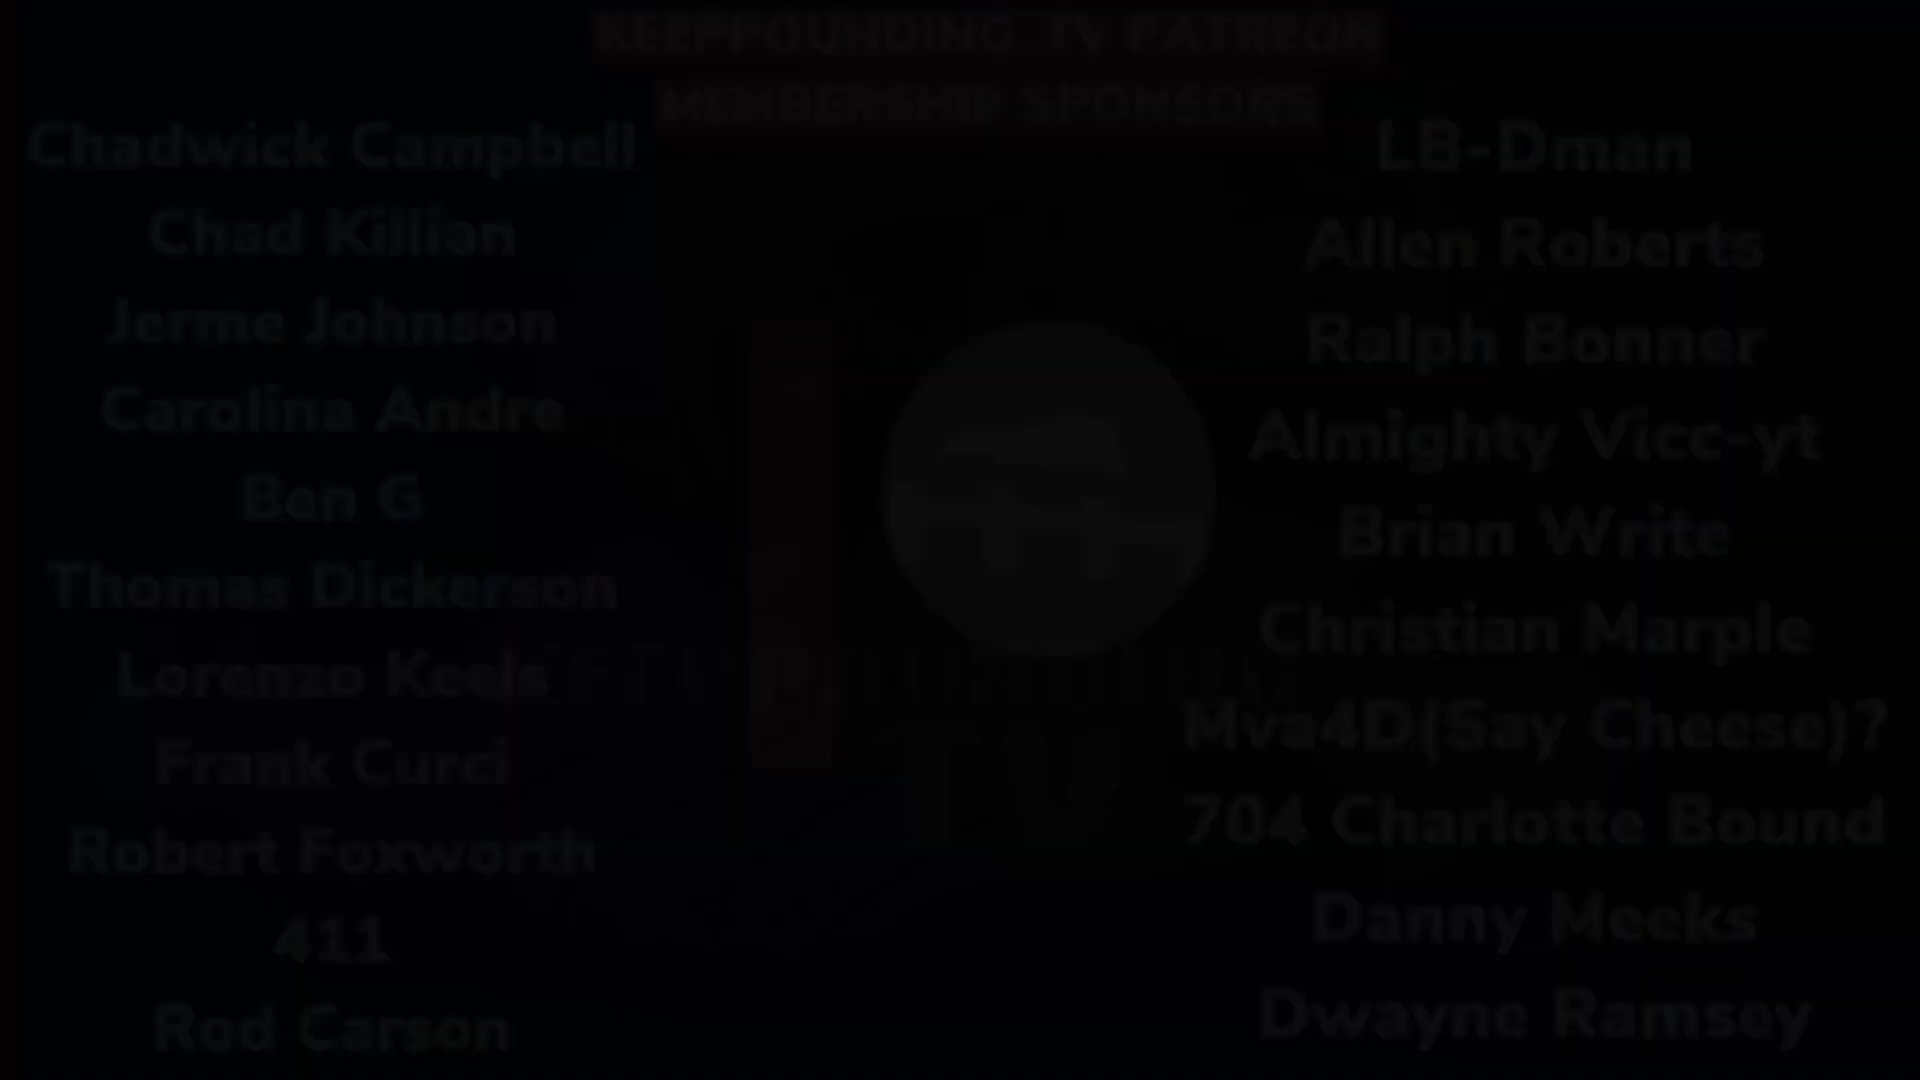 KEEPPOUNDING TV PATREON
MEMBERSHIP SPONSORS
Chadwick Campbell
Chad Killian
Jerme Johnson
Carolina Andre
Ben G
Thomas Dickerson
Lorenzo Keels
Frank Curci
Robert Foxworth
411
Rod Carson
LB-Dman
Allen Roberts
Ralph Bonner
Almighty Vicc-yt
Brian Write
Christian Marple
Mva4D(Say Cheese)?
704 Charlotte Bound
Danny Meeks
Dwayne Ramsey
TV